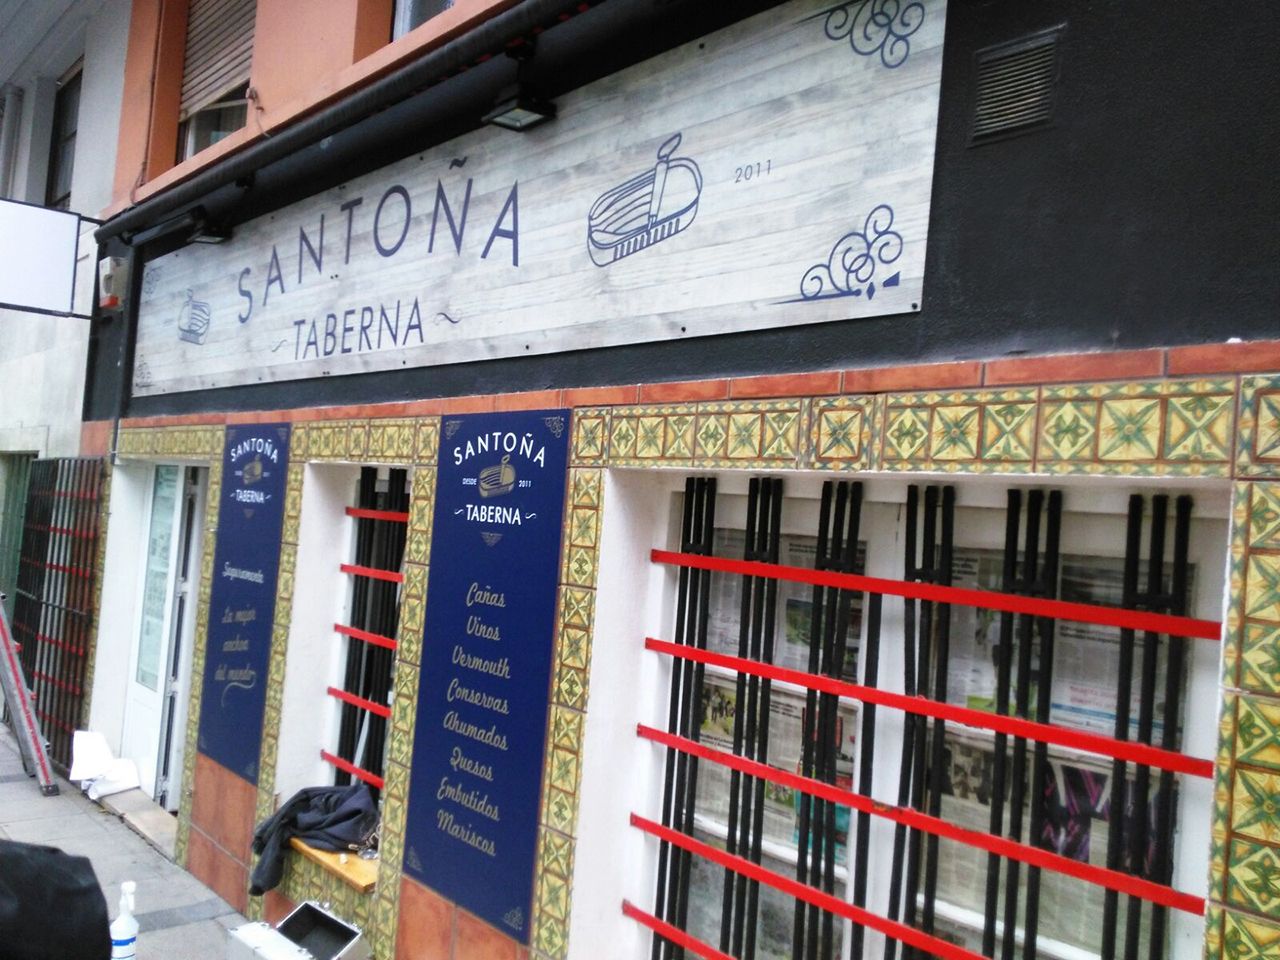 SANTOÑA
TABERNA
2011
SANTOÑA
TABERNA
Seguramente
La mejor
anchoa
del mundo
SANTOÑA
DESDE 2011
TABERNA
Cañas
Vinos
Vermouth
Conservas
Ahumados
Quesos
Embutidos
Mariscos